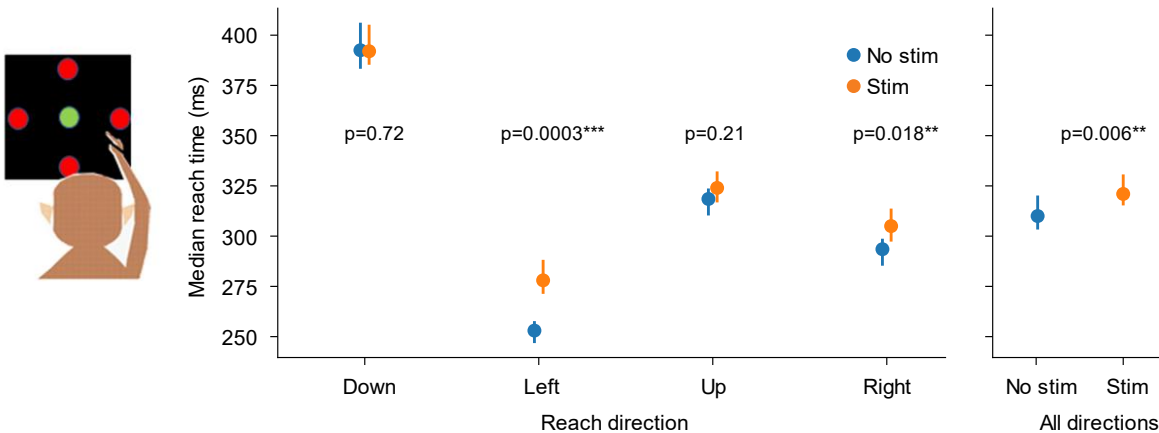 Median reach time (ms)
400
375
350
325
300
275
250
No stim
Stim
p=0.72
p=0.0003***
p=0.21
p=0.018**
p=0.006**
Down
Left
Up
Right
Reach direction
No stim
Stim
All directions